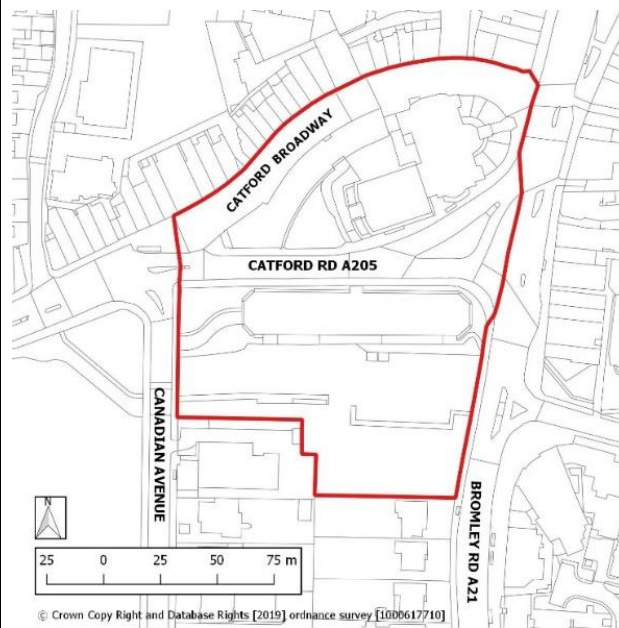 CATFORD BROADWAY
CATFORD RD A205
CANADIAN AVENUE
BROMLEY RD A21
N
25 0 25 50 75 m
© Crown Copy Right and Database Rights [2019] ordnance survey [1000617710]